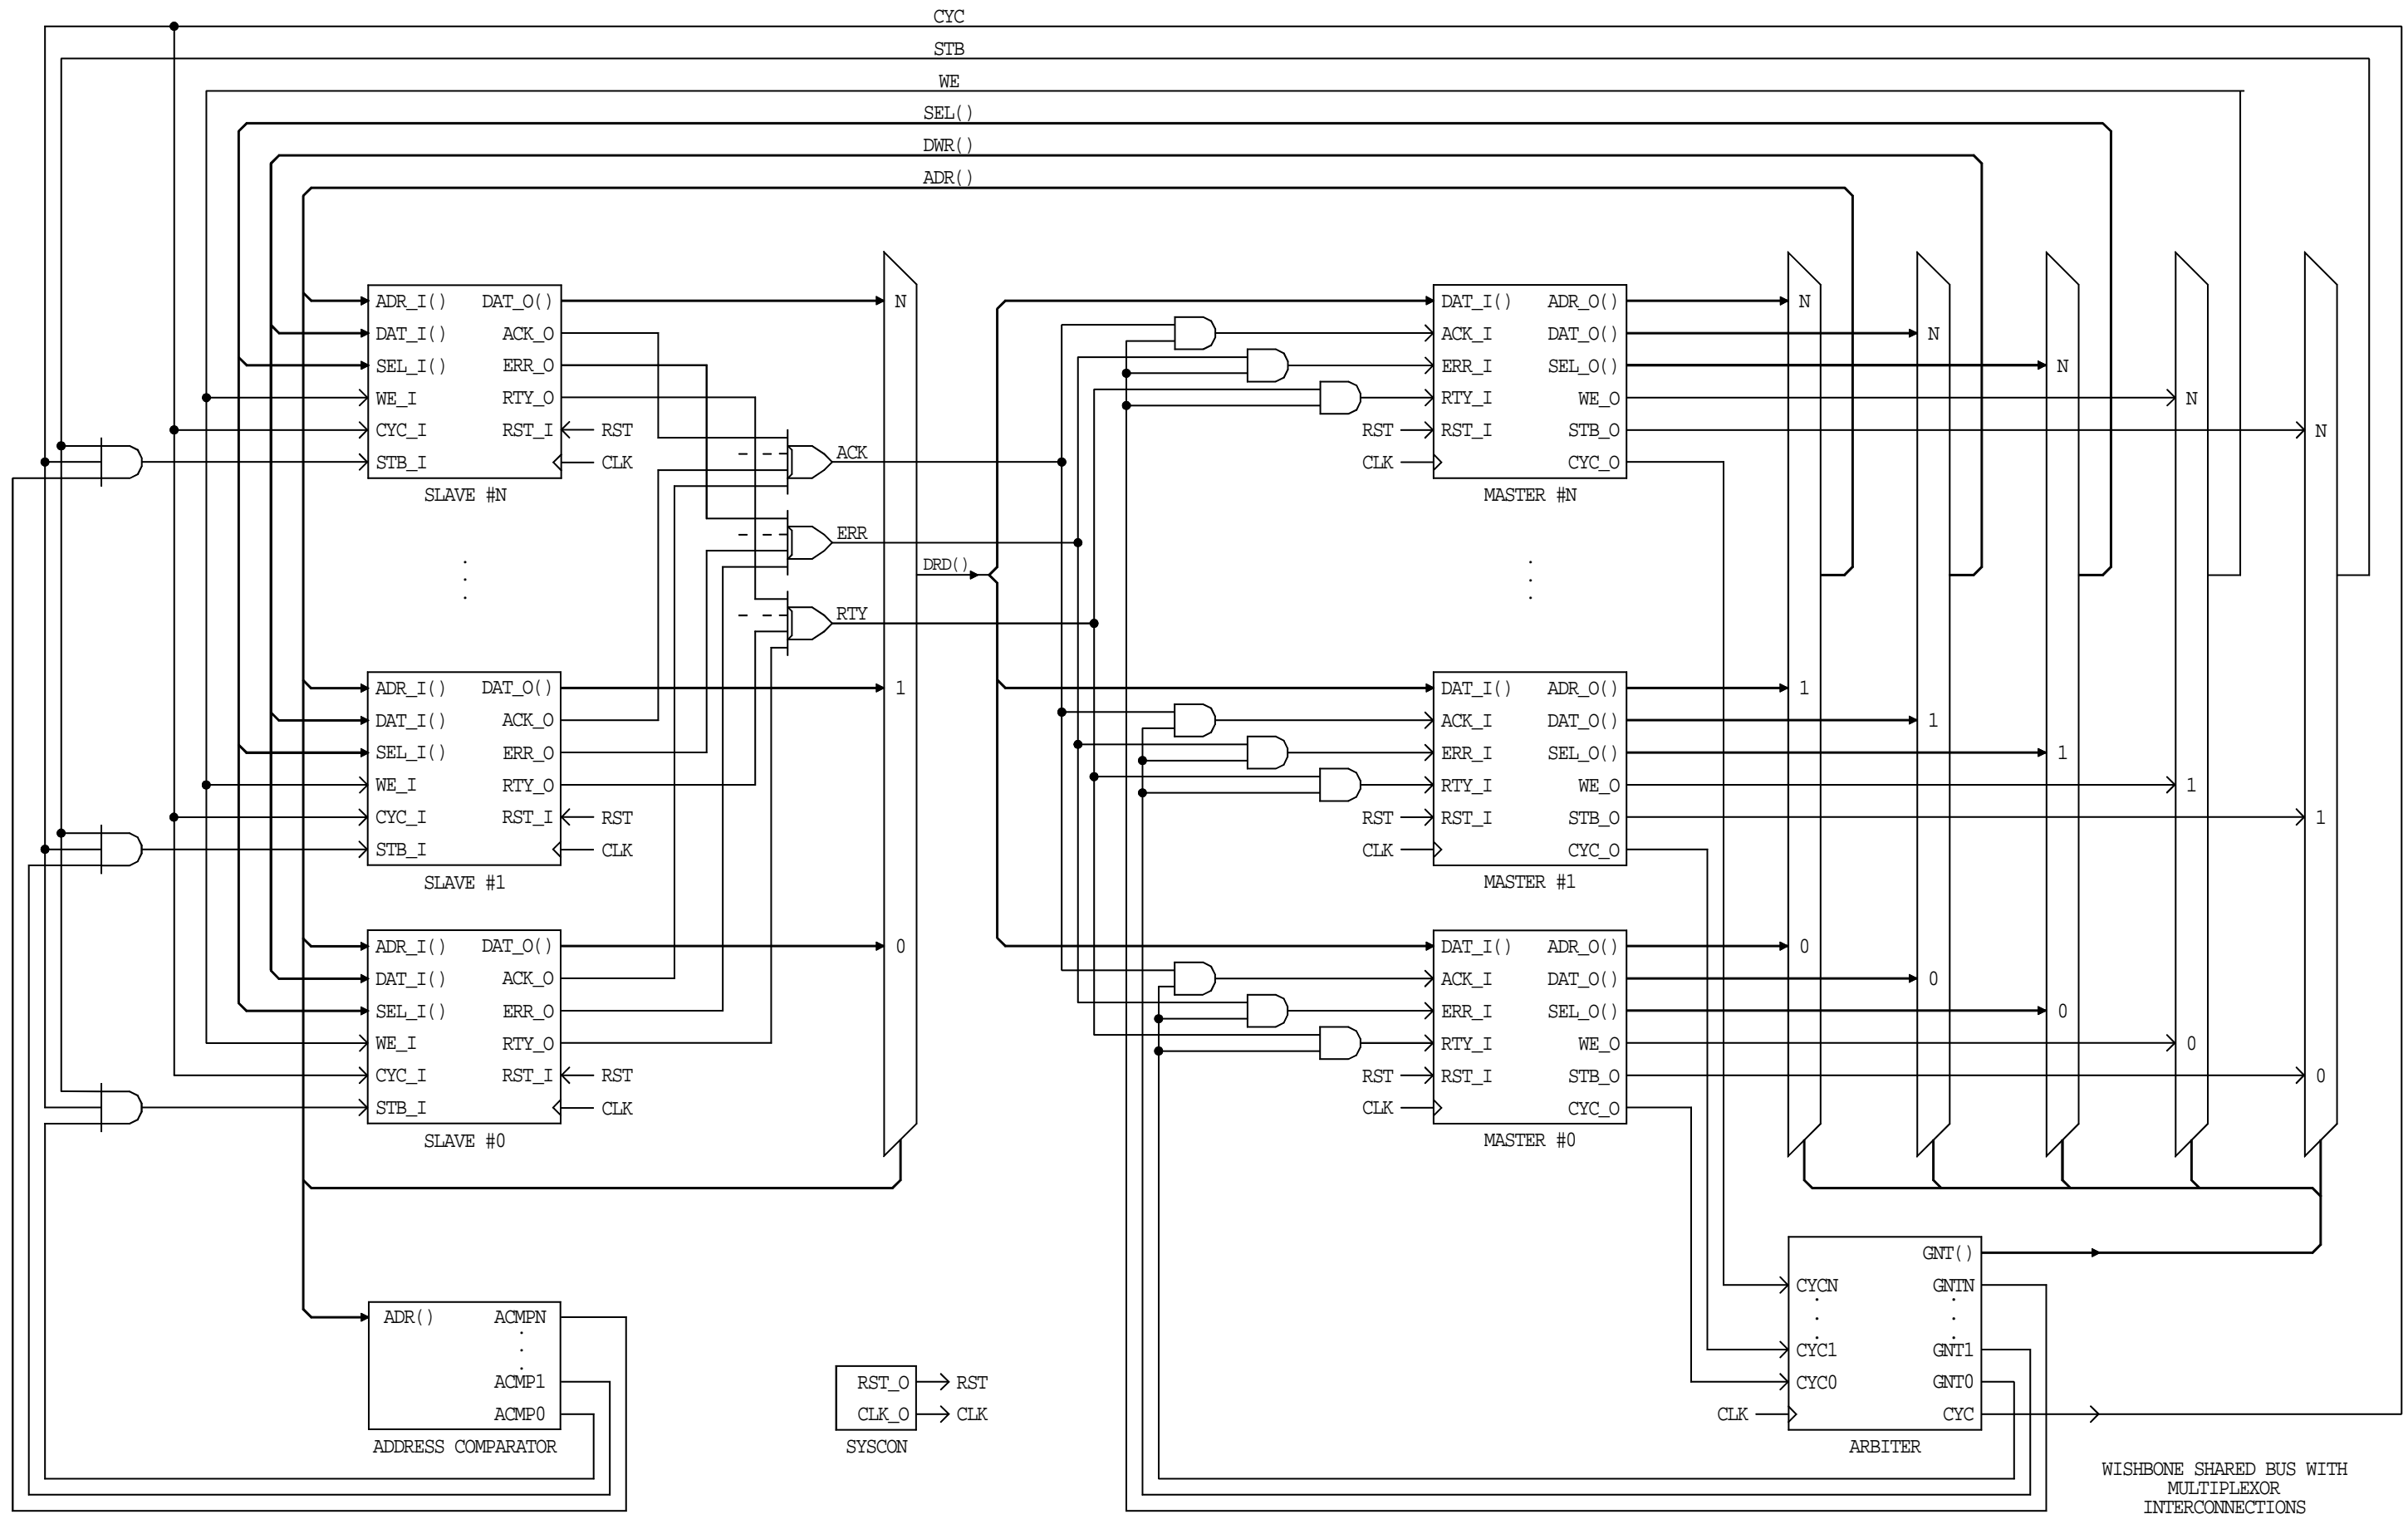 CYC
STB
WE
SEL()
DWR()
ADR()
ADR_I() DAT_O()
DAT_I() ACK_O
SEL_I() ERR_O
WE_I RTY_O
CYC_I RST_I RST
STB_I CLK
SLAVE #N
ADR_I() DAT_O()
DAT_I() ACK_O
SEL_I() ERR_O
WE_I RTY_O
CYC_I RST_I RST
STB_I CLK
SLAVE #1
ADR_I() DAT_O()
DAT_I() ACK_O
SEL_I() ERR_O
WE_I RTY_O
CYC_I RST_I RST
STB_I CLK
SLAVE #0
ACK
ERR
RTY
N
1
0
DRD()
DAT_I() ADR_O()
ACK_I DAT_O()
ERR_I SEL_O()
RTY_I WE_O
RST RST_I STB_O
CLK CYC_O
MASTER #N
DAT_I() ADR_O()
ACK_I DAT_O()
ERR_I SEL_O()
RTY_I WE_O
RST RST_I STB_O
CLK CYC_O
MASTER #1
DAT_I() ADR_O()
ACK_I DAT_O()
ERR_I SEL_O()
RTY_I WE_O
RST RST_I STB_O
CLK CYC_O
MASTER #0
N
N
N
N
N
1
1
1
1
1
0
0
0
0
0
ADR() ACMPN
ACMP1
ACMP0
ADDRESS COMPARATOR
RST_O RST
CLK_O CLK
SYSCON
GNT()
CYCN GNTN
CYC1 GNT1
CYC0 GNT0
CLK CYC
ARBITER
WISHBONE SHARED BUS WITH
MULTIPLEXOR
INTERCONNECTIONS